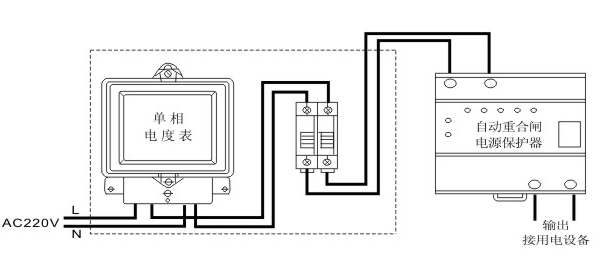 单相
电度表
自动重合闸
电源保护器
L
AC220V
N
输出
接用电设备